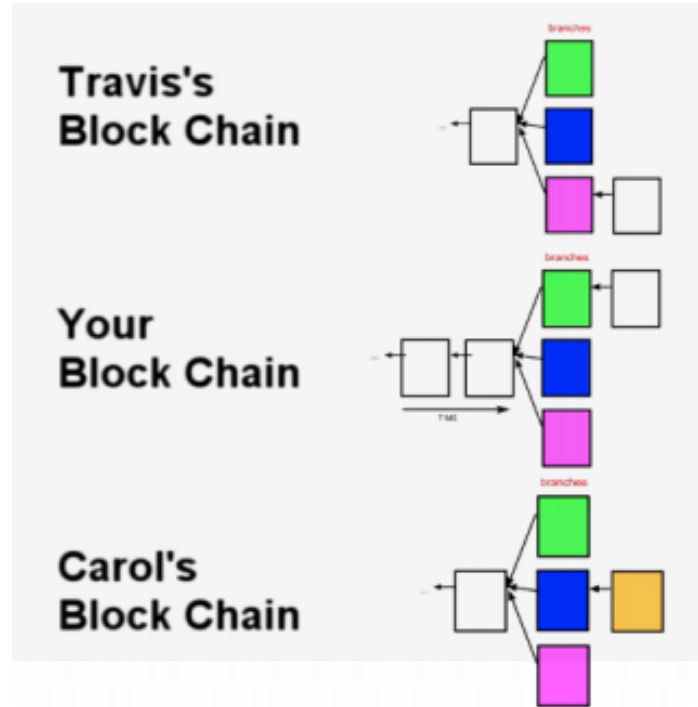 branches
Travis's
Block Chain
branches
Your
Block Chain
TIME
branches
Carol's
Block Chain